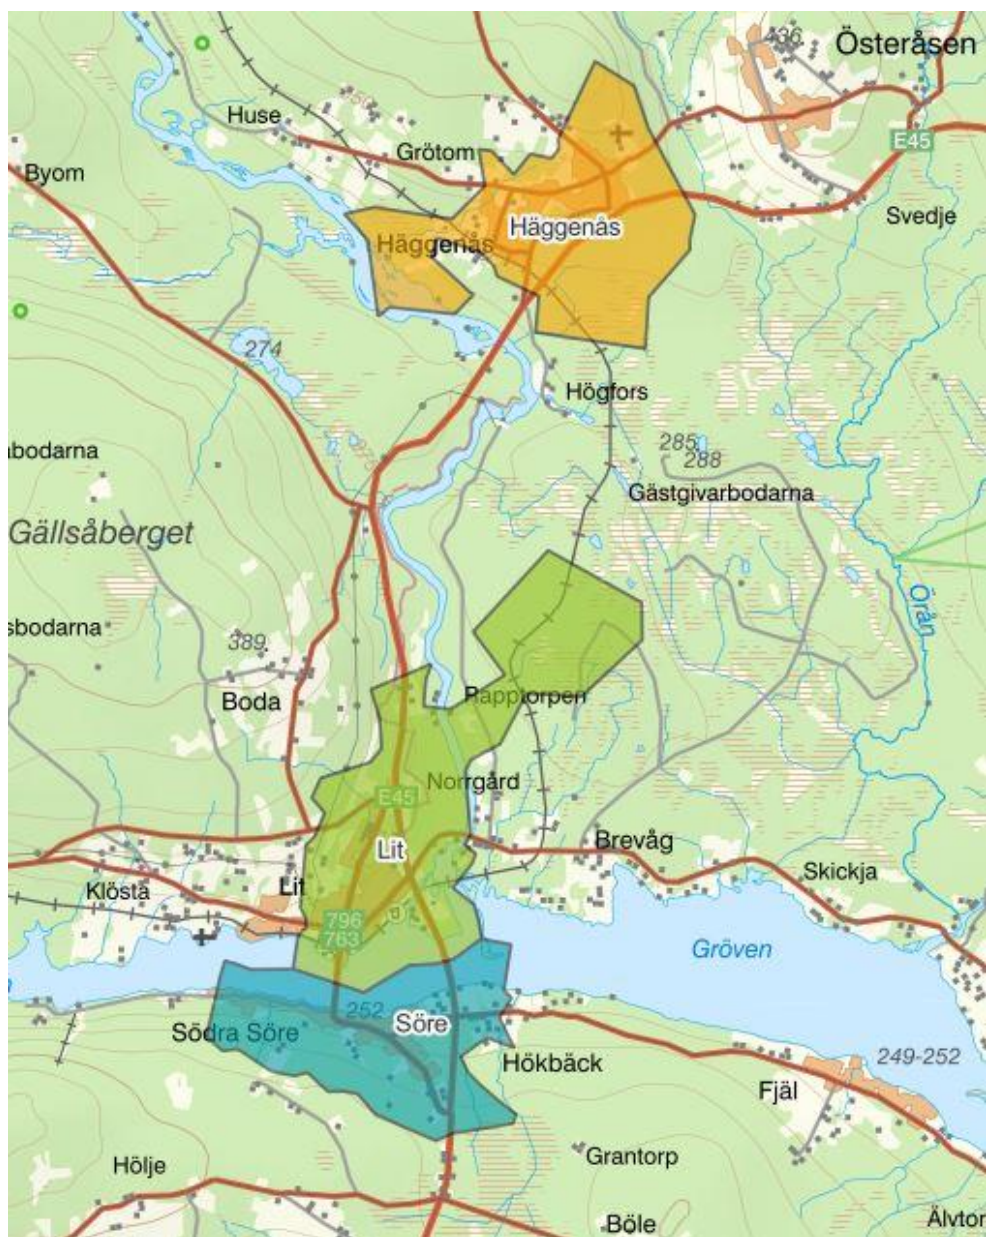 436
Österåsen
Huse
E45
Grötom
Byom
Svedje
Häggenås
Häggenås
274
Högfors
abodarna
285
288
Gästgivarbodarna
Gällsåberget
Örån
sbodarna
389
Rapptorpen
Boda
Norrgård
E45
Brevåg
Lit
Skickja
Klösta
Lit
796
763
Gröven
252
Söre
Södra Söre
Hökbäck
249-252
Fjäl
Grantorp
Hölje
Böle
Älvtor